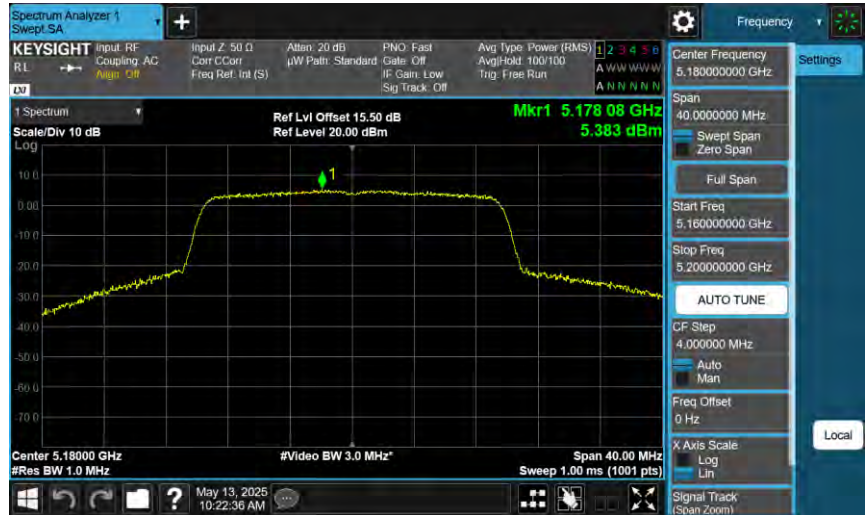 Spectrum Analyzer 1
Swept SA
+
Frequency
KEYSIGHT
RL
LXI
Input: RF
Coupling: AC
Align: Off
Input Z: 50 Ω
Corr CCorr
Freq Ref: Int (S)
Atten: 20 dB
µW Path: Standard
PNO: Fast
Gate: Off
IF Gain: Low
Sig Track: Off
Avg Type: Power (RMS)
Avg|Hold: 100/100
Trig: Free Run
1 2 3 4 5 6
A W W W W W
A N N N N N
1 Spectrum
Scale/Div 10 dB
Ref Lvl Offset 15.50 dB
Ref Level 20.00 dBm
Mkr1 5.178 08 GHz
5.383 dBm
Log
1
10.0
0.00
-10.0
-20.0
-30.0
-40.0
-50.0
-60.0
-70.0
Center 5.18000 GHz
#Res BW 1.0 MHz
#Video BW 3.0 MHz*
Span 40.00 MHz
Sweep 1.00 ms (1001 pts)
?
May 13, 2025
10:22:36 AM
Center Frequency
5.180000000 GHz
Span
40.0000000 MHz
Swept Span
Zero Span
Full Span
Start Freq
5.160000000 GHz
Stop Freq
5.200000000 GHz
AUTO TUNE
CF Step
4.000000 MHz
Auto
Man
Freq Offset
0 Hz
X Axis Scale
Log
Lin
Signal Track
(Span Zoom)
Settings
Local